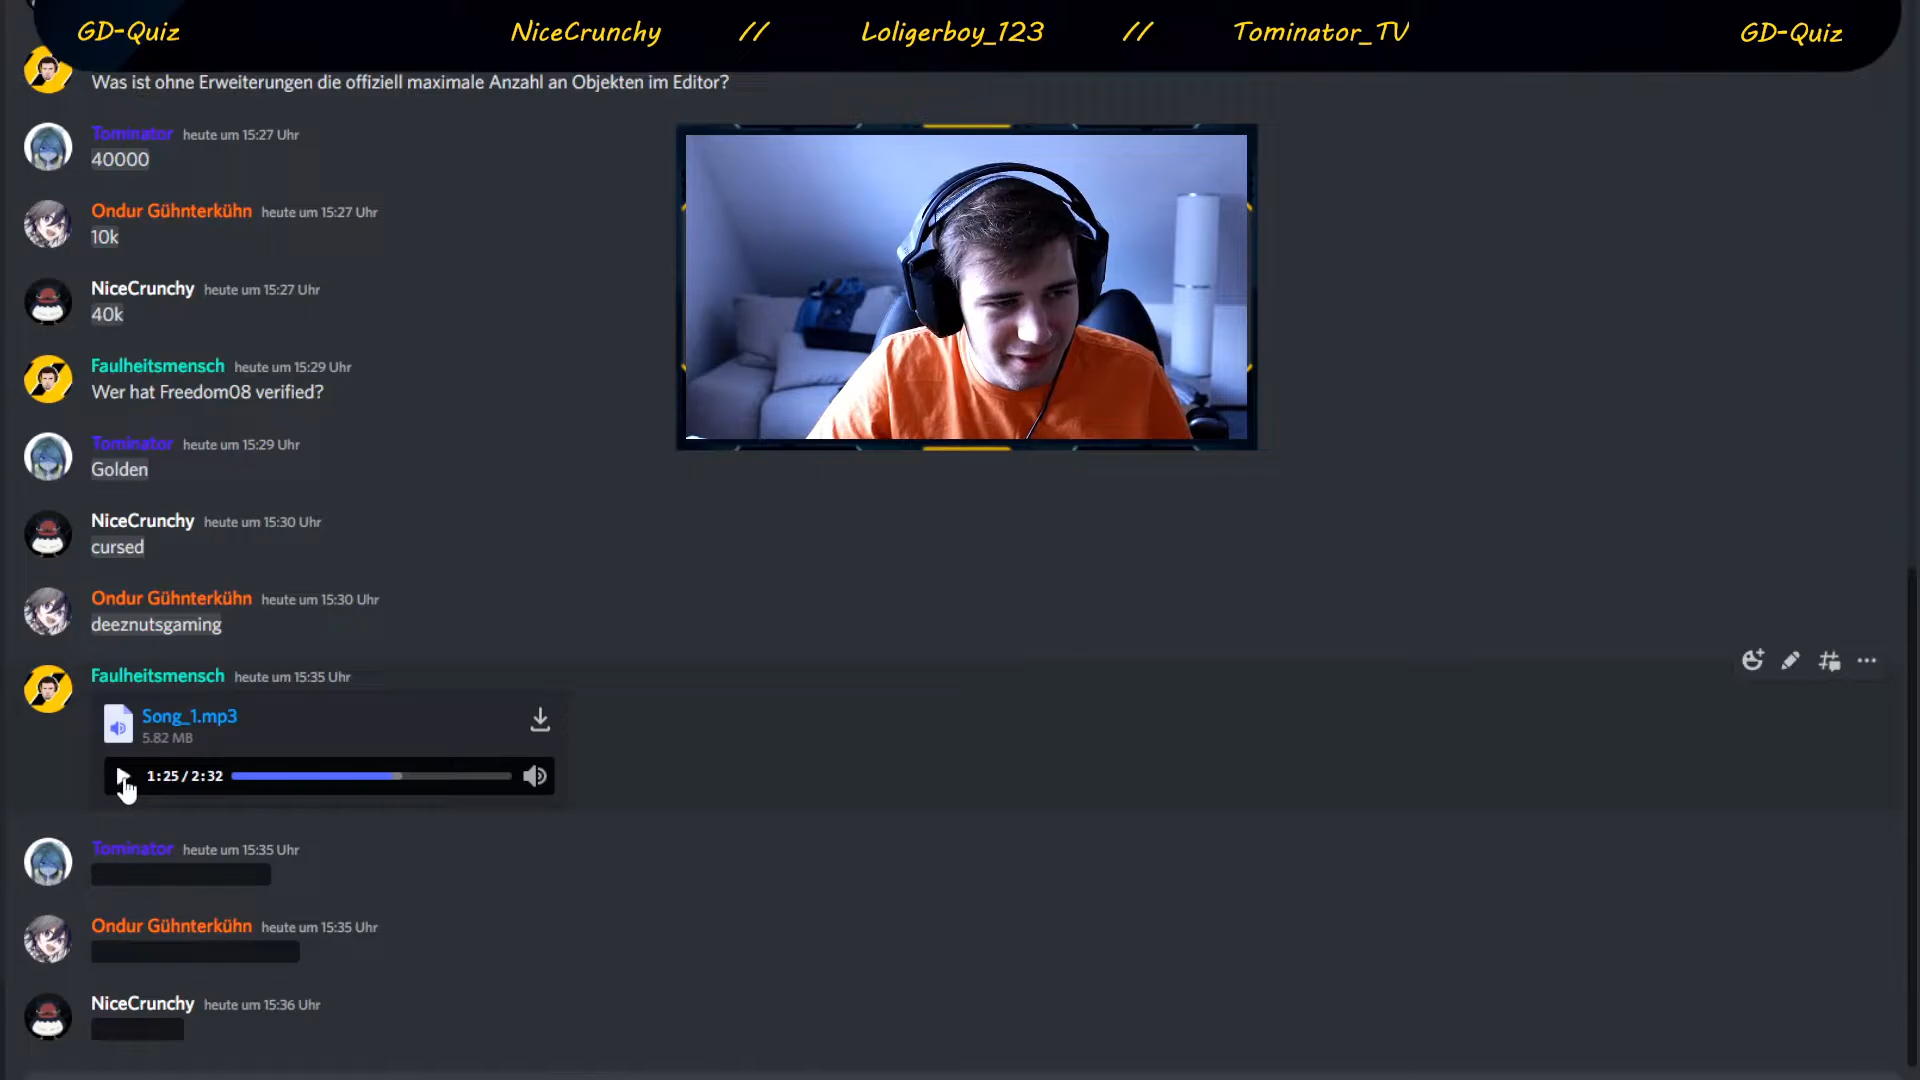 GD-Quiz NiceCrunchy // Loligerboy_123 // Tominator_TV GD-Quiz
Was ist ohne Erweiterungen die offiziell maximale Anzahl an Objekten im Editor?
Tominator heute um 15:27 Uhr
40000
Ondur Gühnterkühn heute um 15:27 Uhr
10k
NiceCrunchy heute um 15:27 Uhr
40k
Faulheitsmensch heute um 15:29 Uhr
Wer hat Freedom08 verified?
Tominator heute um 15:29 Uhr
Golden
NiceCrunchy heute um 15:30 Uhr
cursed
Ondur Gühnterkühn heute um 15:30 Uhr
deeznutsgaming
Faulheitsmensch heute um 15:35 Uhr
Song_1.mp3
5.82 MB
1:25 / 2:32
Tominator heute um 15:35 Uhr
Ondur Gühnterkühn heute um 15:35 Uhr
NiceCrunchy heute um 15:36 Uhr